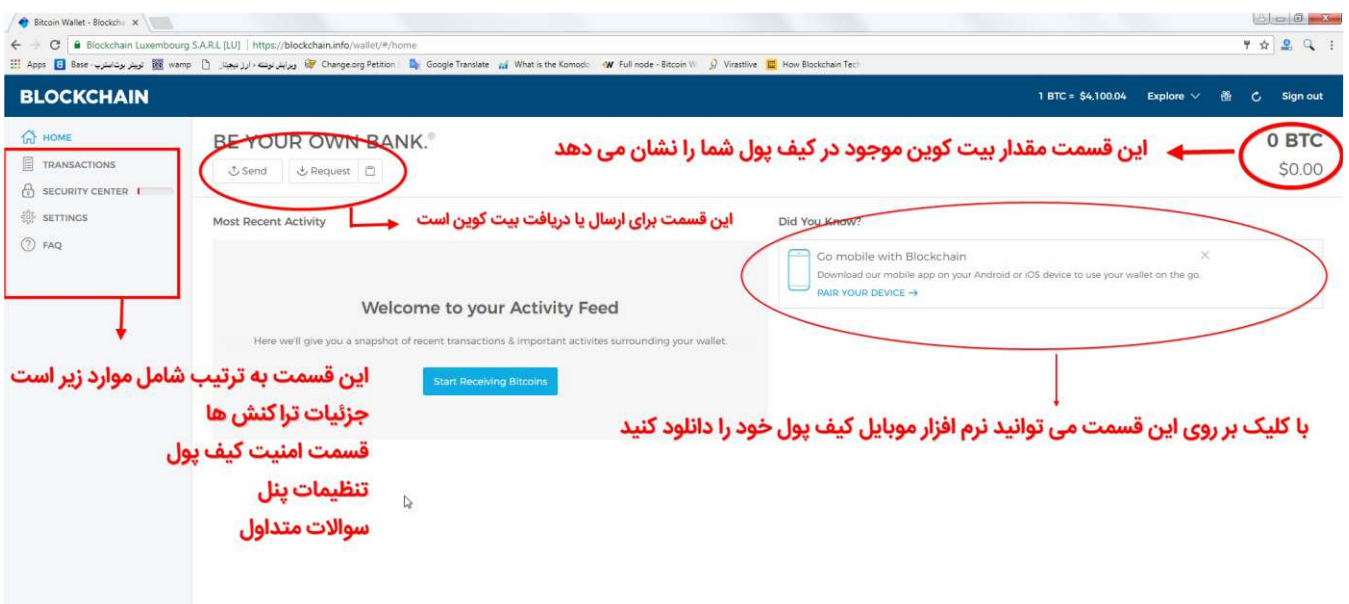 Bitcoin Wallet - Blockcha
Blockchain Luxembourg S.A.R.L [LU] | https://blockchain.info/wallet/#/home
Apps Base - توییتر بوت‌استرپ wamp ویرایش نوشته ‹ ارز دیجیتال Change.org Petition Google Translate What is the Komodo Full node - Bitcoin W Virastlive How Blockchain Tech
BLOCKCHAIN
1 BTC = $4,100.04 Explore Sign out
HOME
TRANSACTIONS
SECURITY CENTER
SETTINGS
FAQ
BE YOUR OWN BANK.®
Send Request
این قسمت مقدار بیت کوین موجود در کیف پول شما را نشان می دهد
0 BTC
$0.00
Most Recent Activity
این قسمت برای ارسال یا دریافت بیت کوین است
Did You Know?
Go mobile with Blockchain
Download our mobile app on your Android or iOS device to use your wallet on the go.
PAIR YOUR DEVICE →
Welcome to your Activity Feed
Here we'll give you a snapshot of recent transactions & important activites surrounding your wallet.
Start Receiving Bitcoins
این قسمت به ترتیب شامل موارد زیر است
جزئیات تراکنش ها
قسمت امنیت کیف پول
تنظیمات پنل
سوالات متداول
با کلیک بر روی این قسمت می توانید نرم افزار موبایل کیف پول خود را دانلود کنید